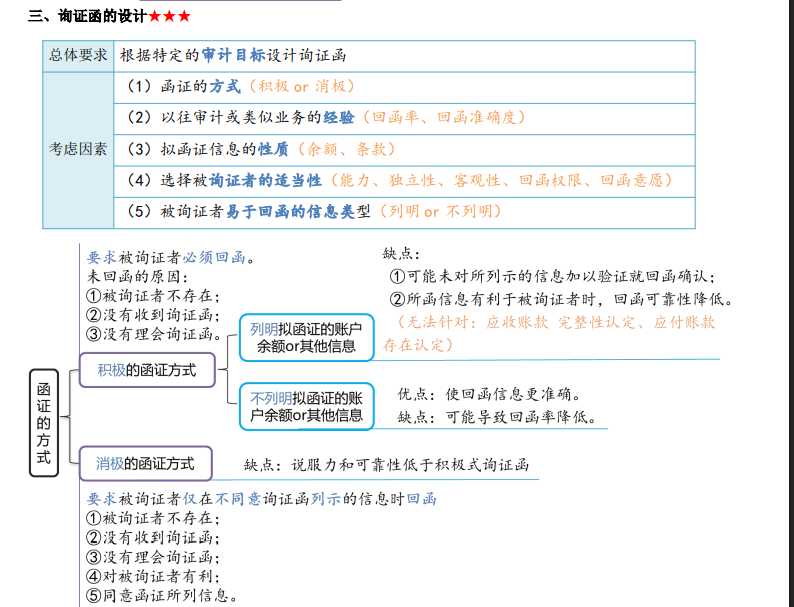 三、询证函的设计★★★
总体要求 根据特定的审计目标设计询证函
考虑因素
（1）函证的方式（积极 or 消极）
（2）以往审计或类似业务的经验（回函率、回函准确度）
（3）拟函证信息的性质（余额、条款）
（4）选择被询证者的适当性（能力、独立性、客观性、回函权限、回函意愿）
（5）被询证者易于回函的信息类型（列明 or 不列明）
函证的方式
要求被询证者必须回函。
未回函的原因：
①被询证者不存在；
②没有收到询证函；
③没有理会询证函。
积极的函证方式
列明拟函证的账户
余额or其他信息
缺点：
①可能未对所列示的信息加以验证就回函确认；
②所函信息有利于被询证者时，回函可靠性降低。
（无法针对：应收账款 完整性认定、应付账款
存在认定）
不列明拟函证的账
户余额or其他信息
优点：使回函信息更准确。
缺点：可能导致回函率降低。
消极的函证方式
缺点：说服力和可靠性低于积极式询证函
要求被询证者仅在不同意询证函列示的信息时回函
①被询证者不存在；
②没有收到询证函；
③没有理会询证函；
④对被询证者有利；
⑤同意函证所列信息。